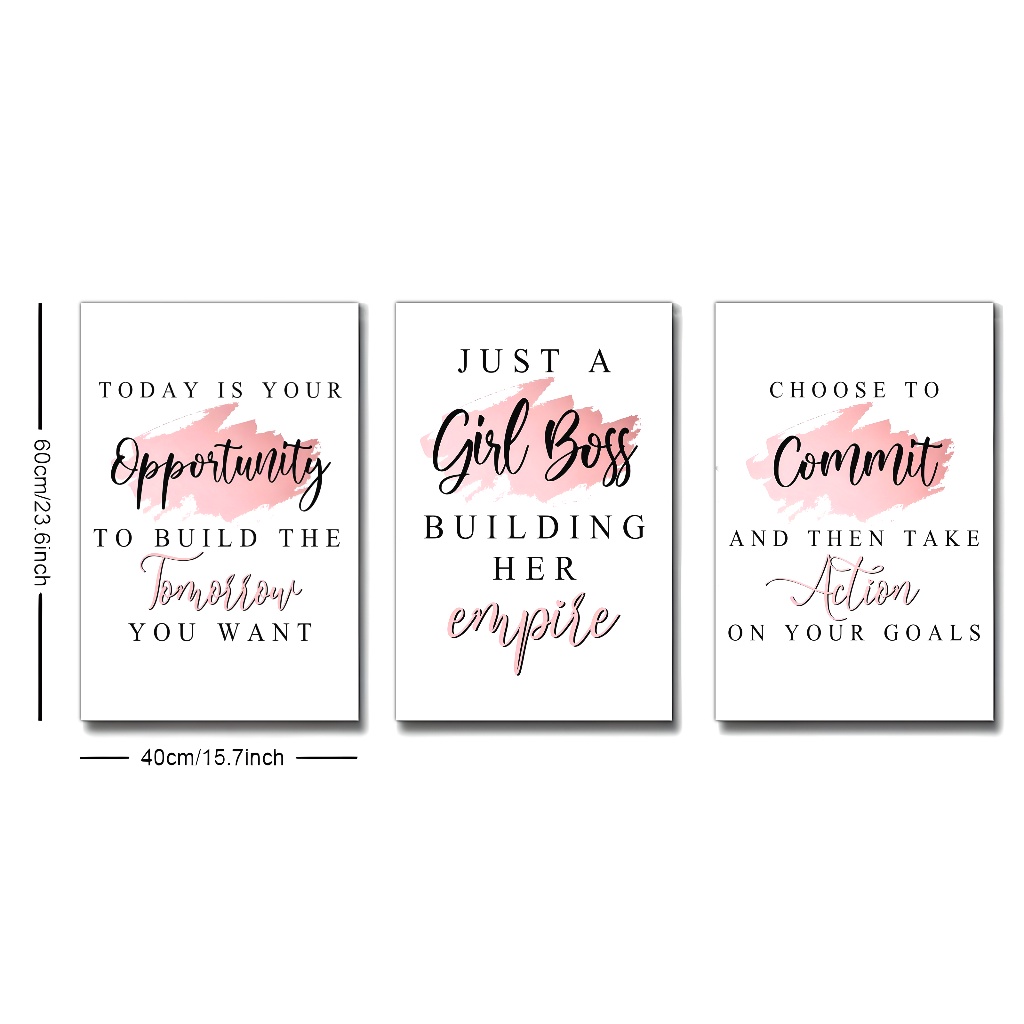 TODAY IS YOUR
Opportunity
TO BUILD THE
Tomorrow
YOU WANT
JUST A
Girl Boss
BUILDING
HER
empire
CHOOSE TO
Commit
AND THEN TAKE
Action
ON YOUR GOALS
60cm/23.6inch
40cm/15.7inch